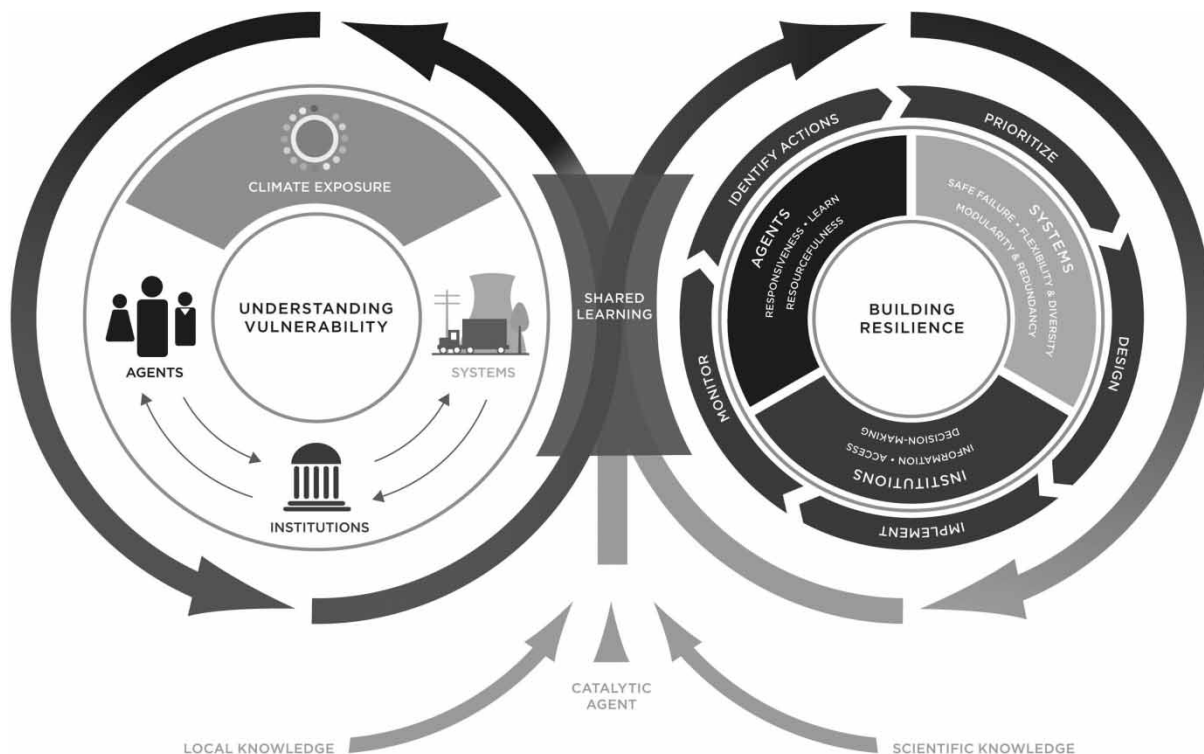 CLIMATE EXPOSURE
UNDERSTANDING
VULNERABILITY
AGENTS
SYSTEMS
INSTITUTIONS
SHARED
LEARNING
IDENTIFY ACTIONS
PRIORITIZE
DESIGN
IMPLEMENT
MONITOR
AGENTS
RESPONSIVENESS • LEARN
RESOURCEFULNESS
SYSTEMS
SAFE FAILURE • FLEXIBILITY & DIVERSITY
MODULARITY & REDUNDANCY
BUILDING
RESILIENCE
INSTITUTIONS
INFORMATION • ACCESS
DECISION-MAKING
CATALYTIC
AGENT
LOCAL KNOWLEDGE
SCIENTIFIC KNOWLEDGE